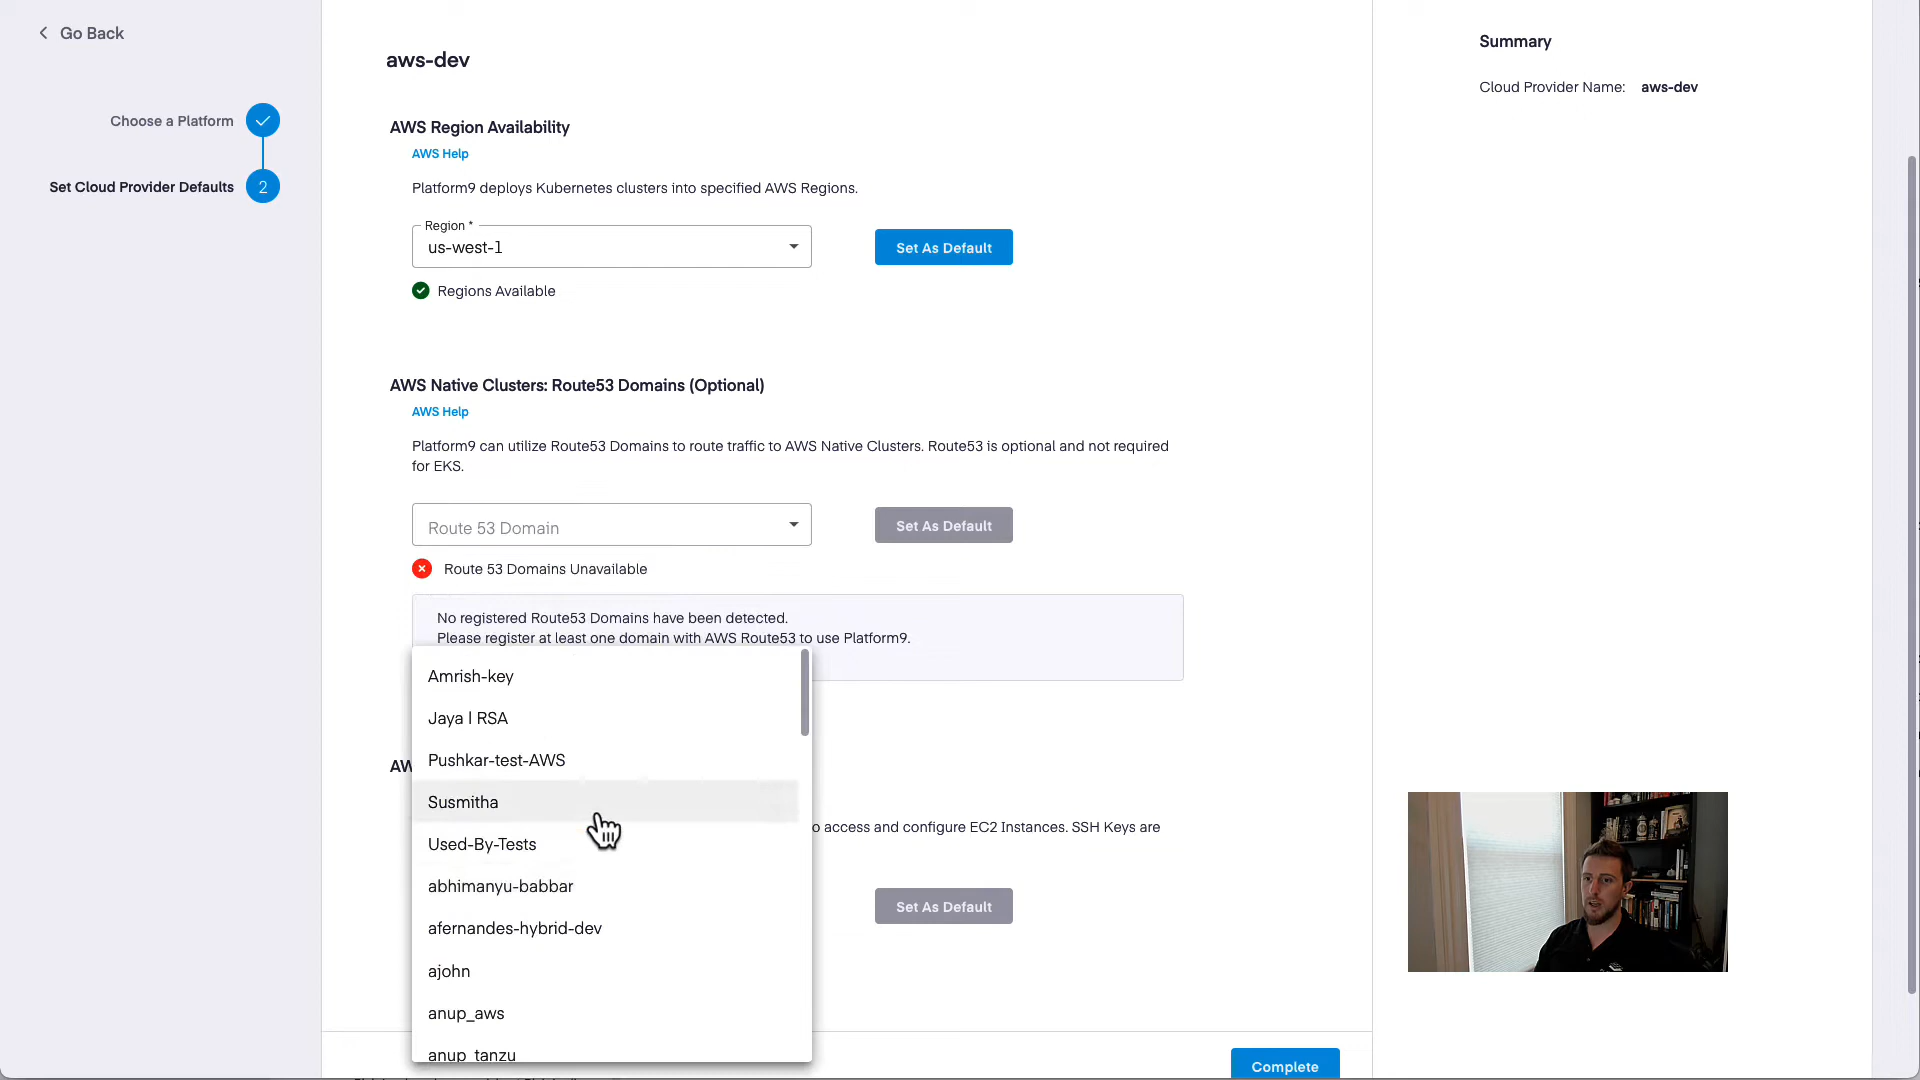 Go Back
Choose a Platform
Set Cloud Provider Defaults
2
aws-dev
AWS Region Availability
AWS Help
Platform9 deploys Kubernetes clusters into specified AWS Regions.
Region *
us-west-1
Set As Default
Regions Available
AWS Native Clusters: Route53 Domains (Optional)
AWS Help
Platform9 can utilize Route53 Domains to route traffic to AWS Native Clusters. Route53 is optional and not required
for EKS.
Route 53 Domain
Set As Default
Route 53 Domains Unavailable
No registered Route53 Domains have been detected.
Please register at least one domain with AWS Route53 to use Platform9.
Amrish-key
Jaya | RSA
Pushkar-test-AWS
AW
Susmitha
o access and configure EC2 Instances. SSH Keys are
Used-By-Tests
abhimanyu-babbar
Set As Default
afernandes-hybrid-dev
ajohn
anup_aws
anup_tanzu
Complete
Summary
Cloud Provider Name: aws-dev